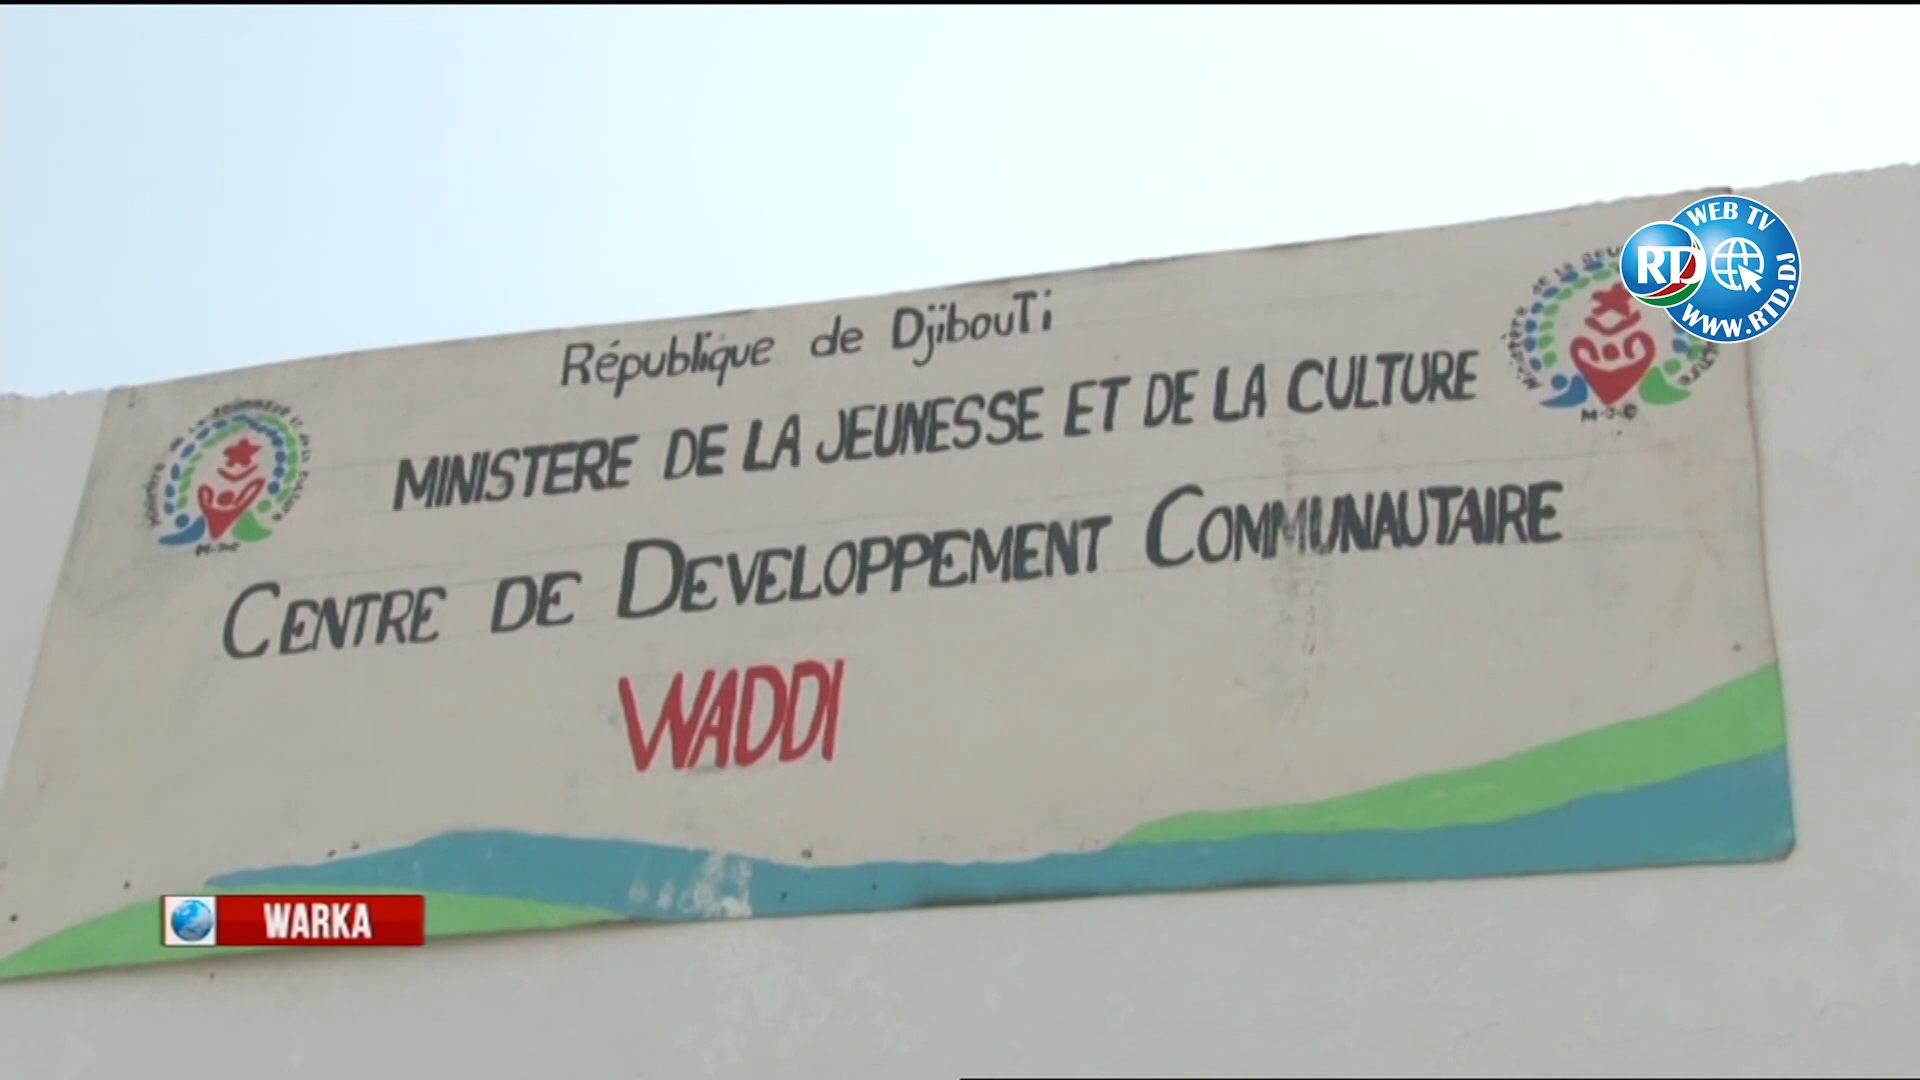 WEB TV
RTD
WWW.RTD.DJ
République de Djibouti
MINISTERE DE LA JEUNESSE ET DE LA CULTURE
M-J-C
CENTRE DE DEVELOPPEMENT COMMUNAUTAIRE
WADDI
WARKA